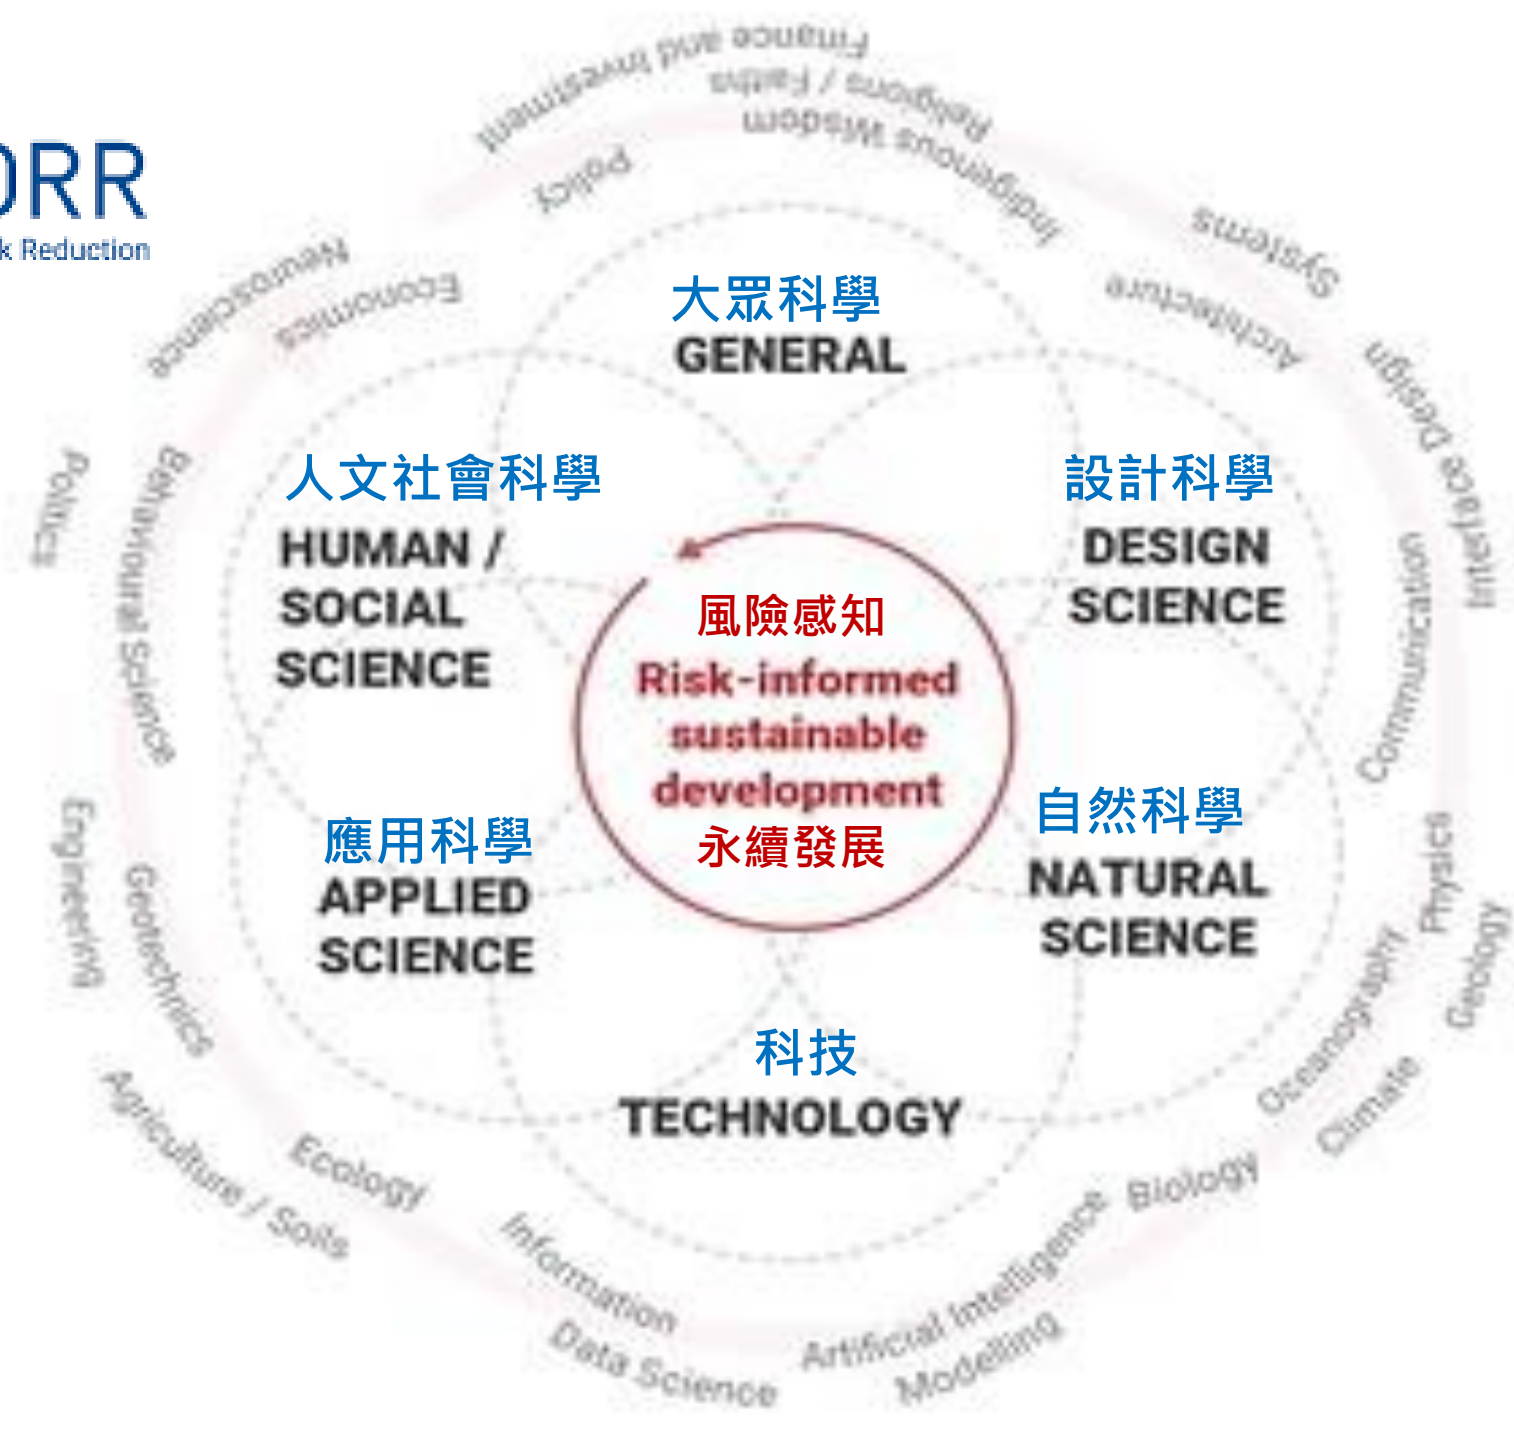 DRR
k Reduction
Finance and Investment
Religions / Faiths
Indigenous Wisdom
Policy
Systems
Architecture
Neuroscience
Economics
大眾科學
GENERAL
Interface Design
Politics
Behavioural Science
人文社會科學
HUMAN /
SOCIAL
SCIENCE
設計科學
DESIGN
SCIENCE
Communication
風險感知
Risk-informed
sustainable
development
永續發展
應用科學
APPLIED
SCIENCE
自然科學
NATURAL
SCIENCE
Physics
Geology
Oceanography
Climate
Biology
Geotechnics
Agriculture / Soils
Ecology
科技
TECHNOLOGY
Information
Data Science
Artificial Intelligence
Modelling